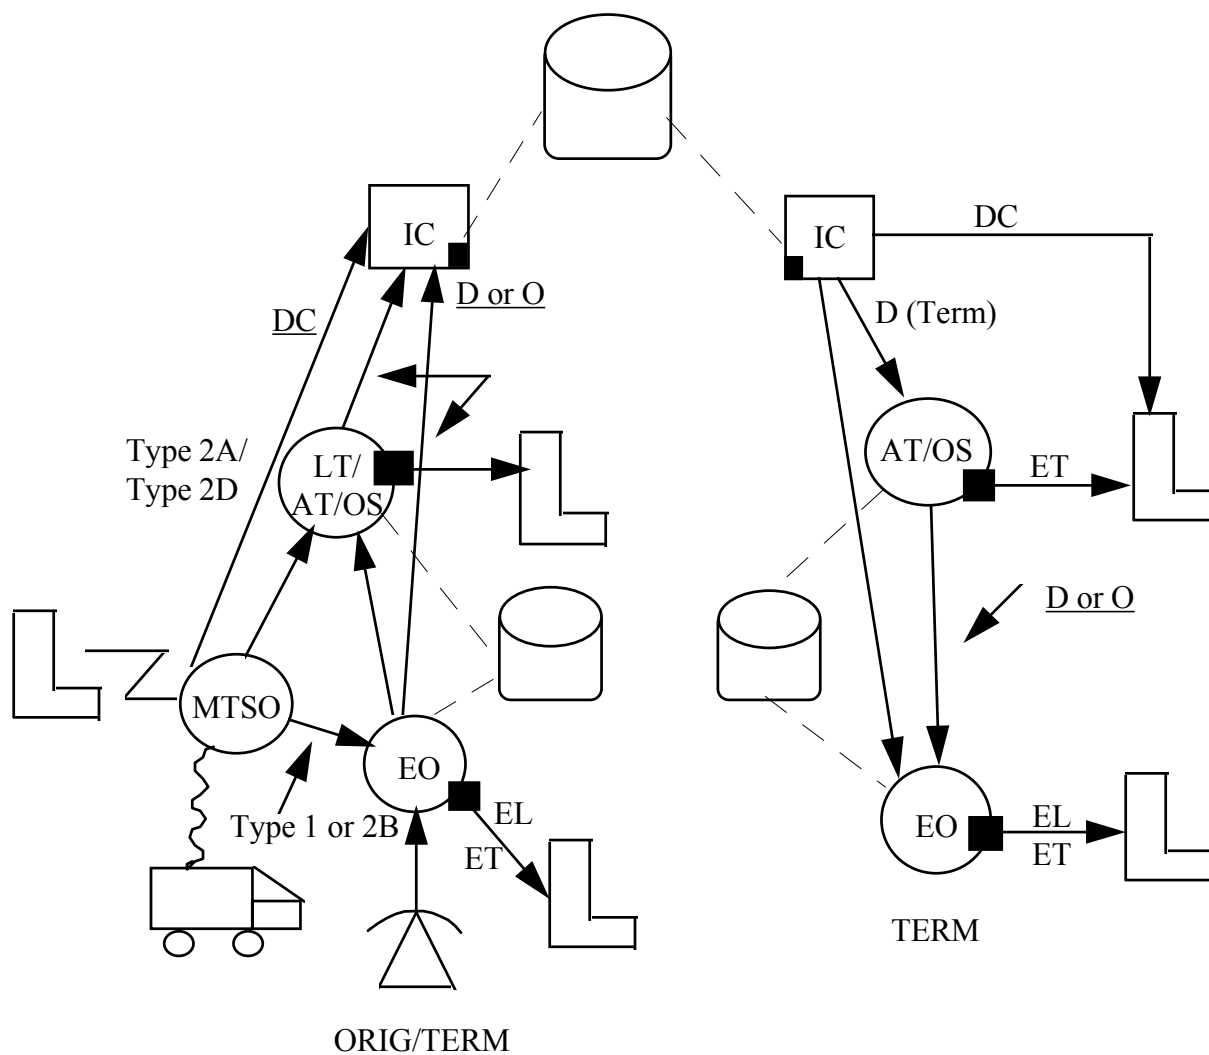 IC
IC
DC
D (Term)
DC
D or O
Type 2A/
Type 2D
LT/
AT/OS
AT/OS
ET
D or O
MTSO
EO
Type 1 or 2B
EL
ET
EO
EL
ET
TERM
ORIG/TERM